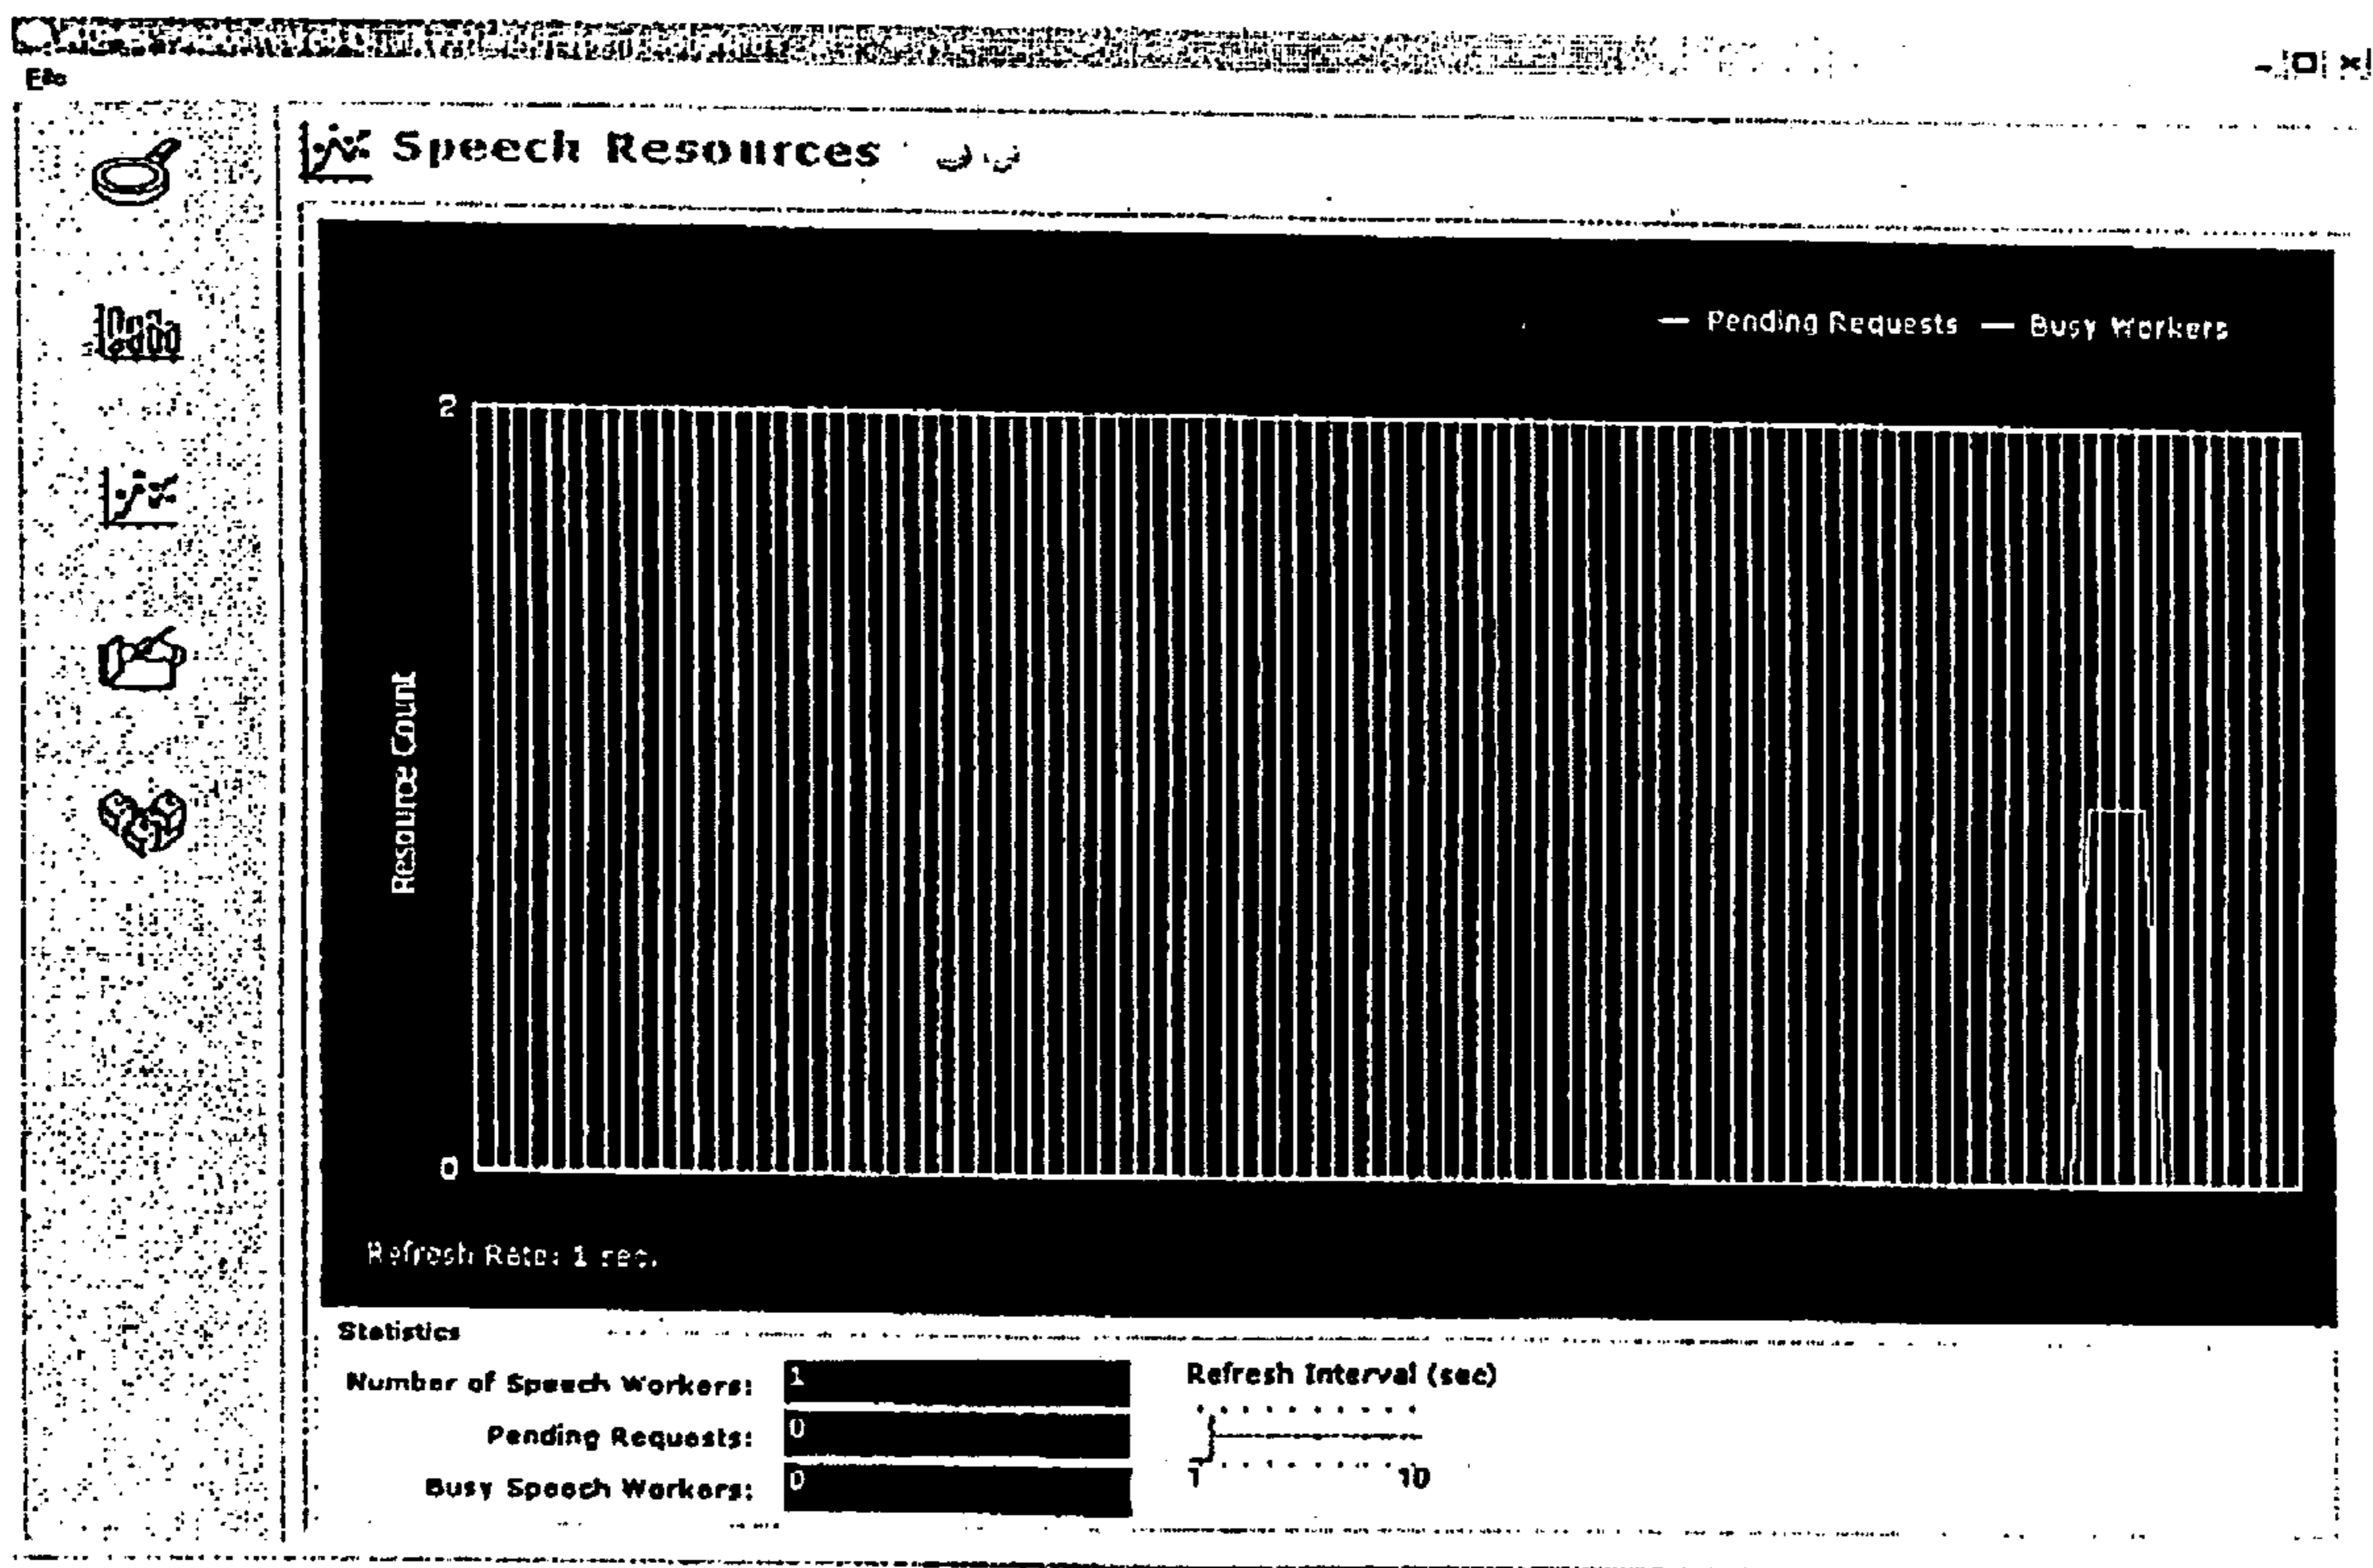 File
Speech Resources
Pending Requests Busy Workers
2
Resource Count
0
Refresh Rate: 1 sec.
Statistics
Number of Speech Workers: 1
Pending Requests: 0
Busy Speech Workers: 0
Refresh Interval (sec)
1 10